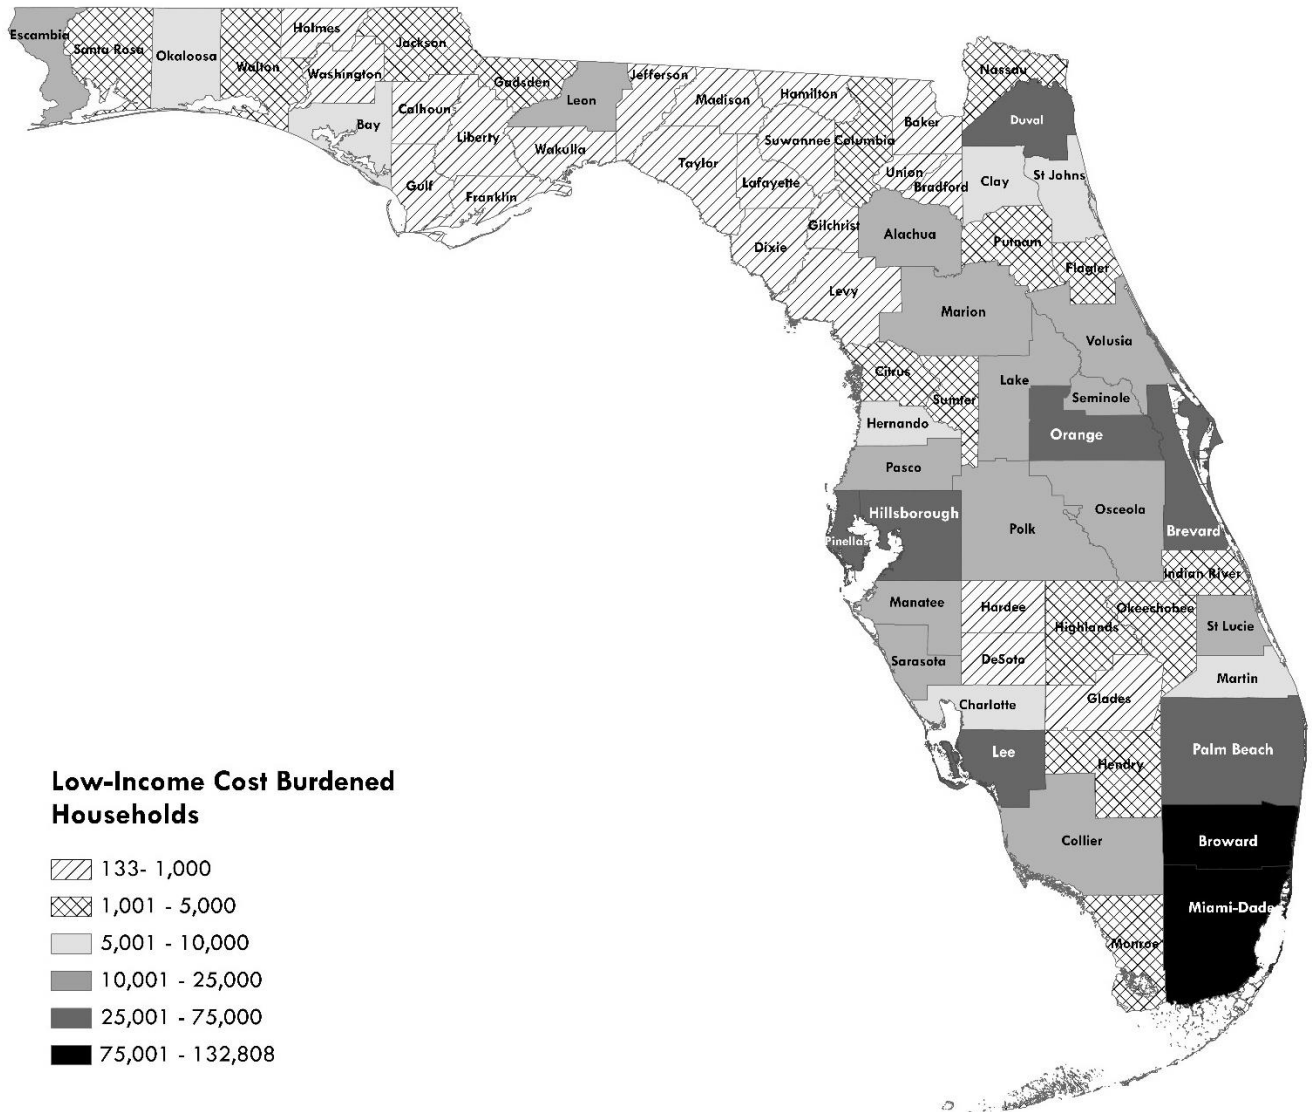 Escambia
Santa Rosa
Okaloosa
Walton
Holmes
Washington
Jackson
Bay
Calhoun
Gulf
Liberty
Franklin
Gadsden
Leon
Wakulla
Jefferson
Madison
Taylor
Hamilton
Suwannee
Lafayette
Dixie
Columbia
Gilchrist
Levy
Baker
Union
Bradford
Alachua
Nassau
Duval
Clay
St Johns
Putnam
Flagler
Marion
Volusia
Citrus
Sumter
Lake
Seminole
Hernando
Orange
Pasco
Hillsborough
Pinellas
Polk
Osceola
Brevard
Indian River
Manatee
Hardee
Highlands
Okeechobee
St Lucie
Sarasota
DeSoto
Martin
Charlotte
Glades
Lee
Hendry
Palm Beach
Collier
Broward
Miami-Dade
Monroe
Low-Income Cost Burdened
Households
133- 1,000
1,001 - 5,000
5,001 - 10,000
10,001 - 25,000
25,001 - 75,000
75,001 - 132,808